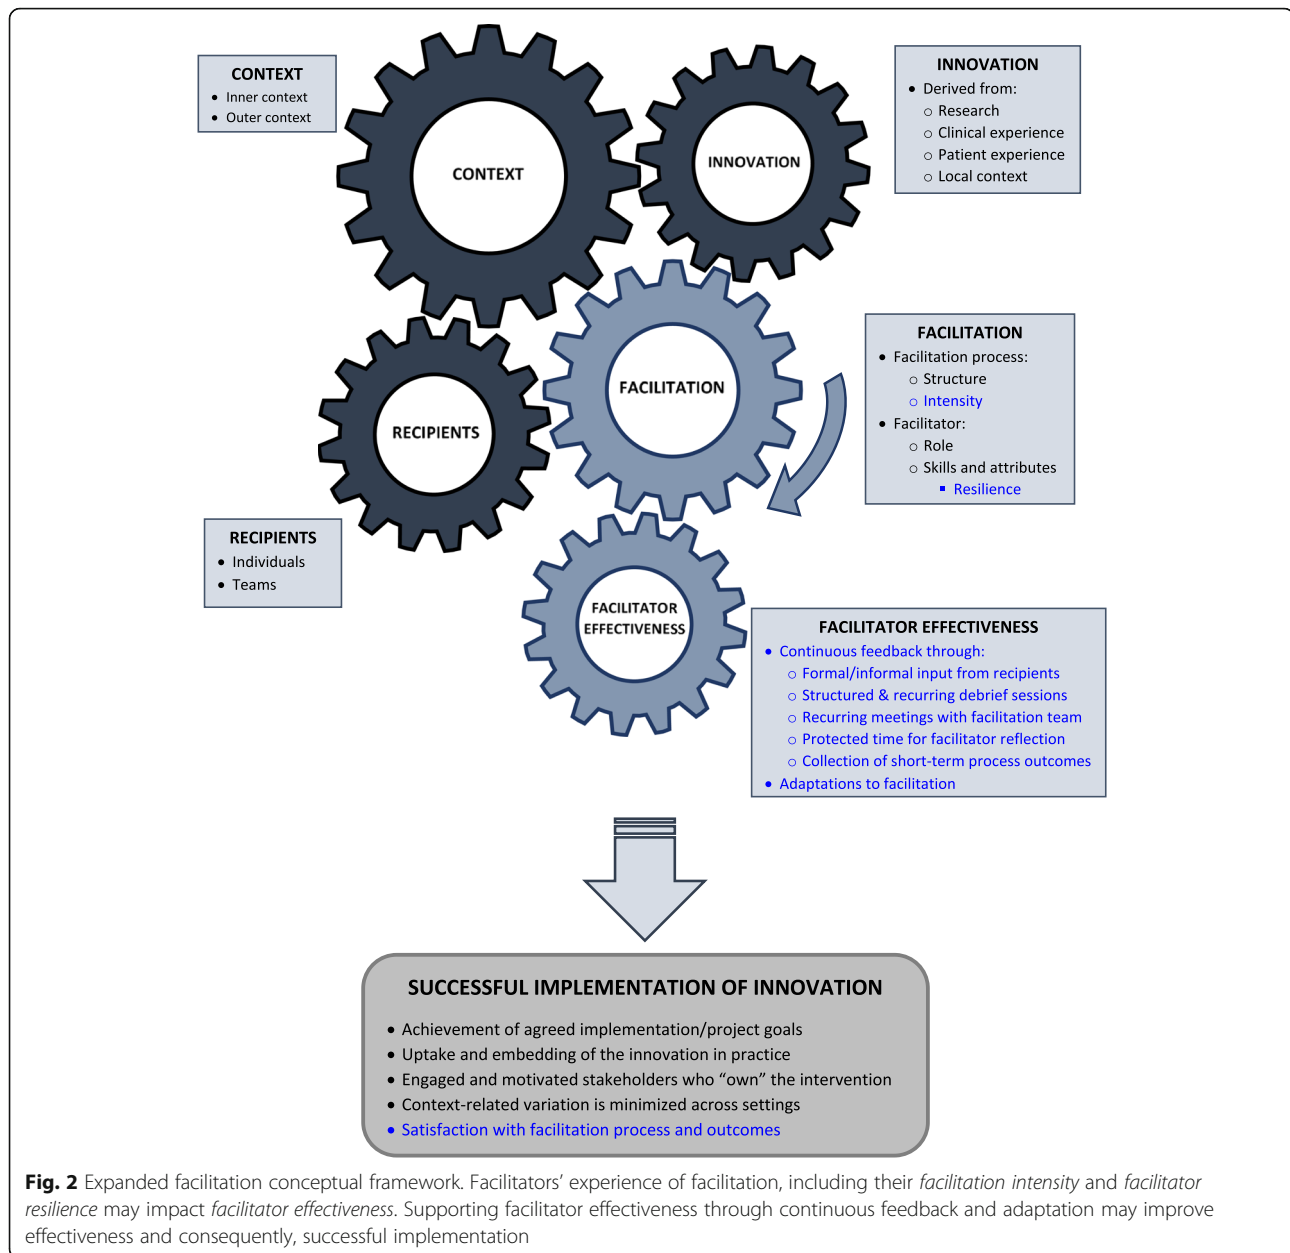 CONTEXT
• Inner context
• Outer context
CONTEXT
INNOVATION
INNOVATION
• Derived from:
o Research
o Clinical experience
o Patient experience
o Local context
RECIPIENTS
FACILITATION
FACILITATION
• Facilitation process:
o Structure
o Intensity
• Facilitator:
o Role
o Skills and attributes
▪ Resilience
RECIPIENTS
• Individuals
• Teams
FACILITATOR
EFFECTIVENESS
FACILITATOR EFFECTIVENESS
• Continuous feedback through:
o Formal/informal input from recipients
o Structured & recurring debrief sessions
o Recurring meetings with facilitation team
o Protected time for facilitator reflection
o Collection of short-term process outcomes
• Adaptations to facilitation
SUCCESSFUL IMPLEMENTATION OF INNOVATION
• Achievement of agreed implementation/project goals
• Uptake and embedding of the innovation in practice
• Engaged and motivated stakeholders who “own” the intervention
• Context-related variation is minimized across settings
• Satisfaction with facilitation process and outcomes
Fig. 2 Expanded facilitation conceptual framework. Facilitators’ experience of facilitation, including their facilitation intensity and facilitator
resilience may impact facilitator effectiveness. Supporting facilitator effectiveness through continuous feedback and adaptation may improve
effectiveness and consequently, successful implementation